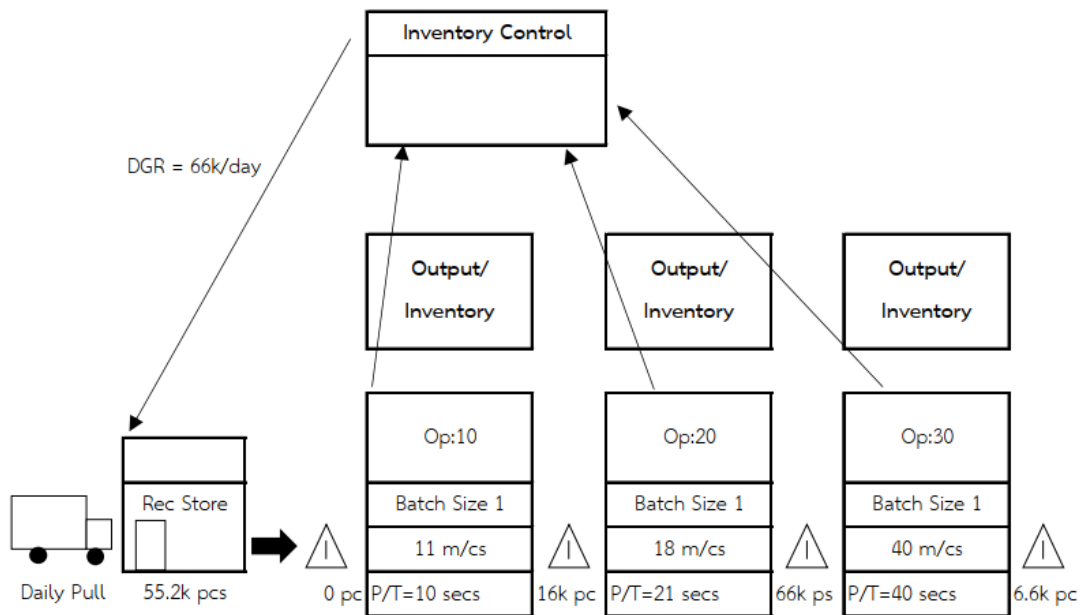 Inventory Control
DGR = 66k/day
Output/
Inventory
Output/
Inventory
Output/
Inventory
Op:10
Op:20
Op:30
Rec Store
Batch Size 1
Batch Size 1
Batch Size 1
11 m/cs
18 m/cs
40 m/cs
Daily Pull
55.2k pcs
0 pc
P/T=10 secs
16k pc
P/T=21 secs
66k ps
P/T=40 secs
6.6k pc